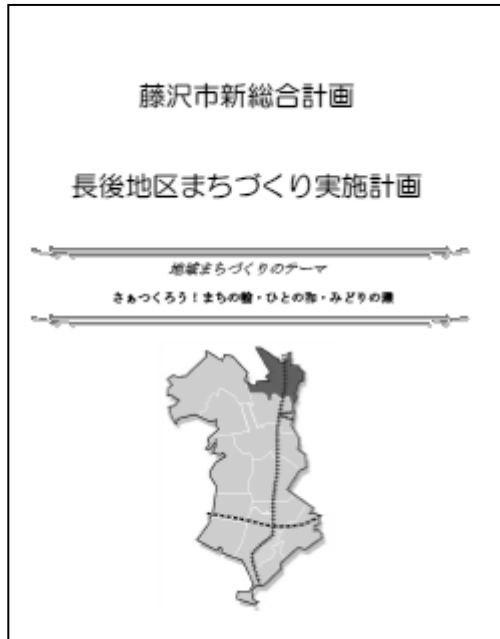 藤沢市新総合計画
長後地区まちづくり実施計画
地域まちづくりのテーマ
さぁつくろう！まちの輪・ひとの和・みどりの環